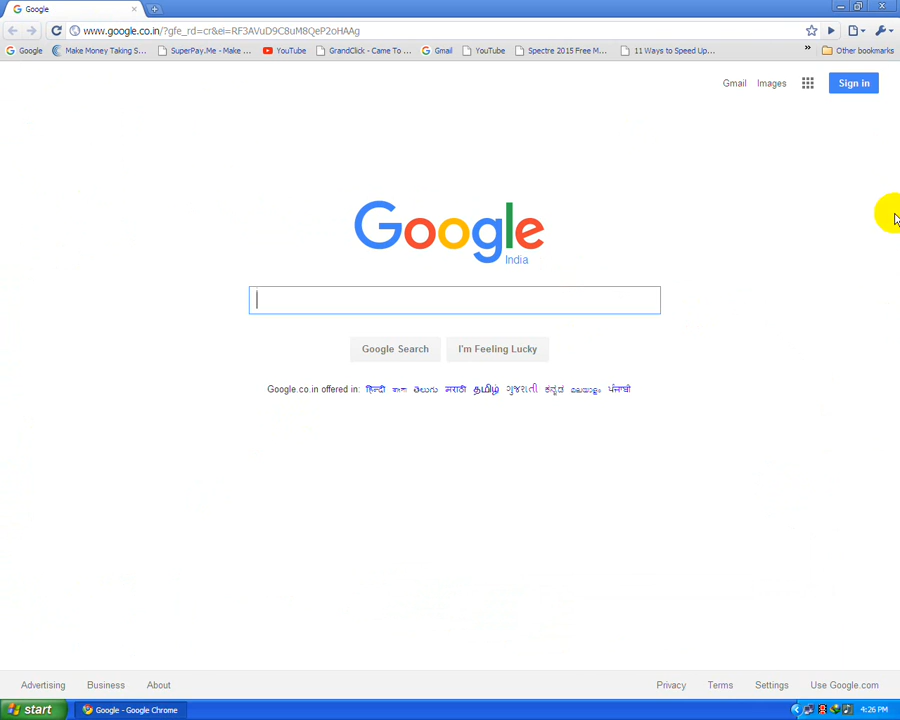 Google
www.google.co.in/?gfe_rd=cr&ei=RF3AVuD9C8uM8QeP2oHAAg
Google Make Money Taking S... SuperPay.Me - Make ... YouTube GrandClick - Came To ... Gmail YouTube Spectre 2015 Free M... 11 Ways to Speed Up... » Other bookmarks
Gmail Images Sign in
Google
India
Google Search I'm Feeling Lucky
Google.co.in offered in: हिन्दी বাংলা తెలుగు मराठी தமிழ் ગુજરાતી ಕನ್ನಡ മലയാളം ਪੰਜਾਬੀ
Advertising Business About Privacy Terms Settings Use Google.com
start Google - Google Chrome 4:26 PM